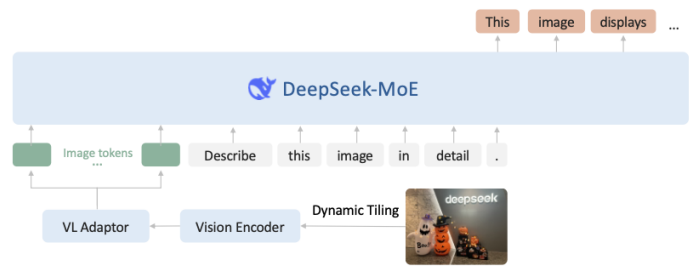 This image displays ...
DeepSeek-MoE
Image tokens
...
Describe this image in detail .
Dynamic Tiling
VL Adaptor
Vision Encoder
deepseek